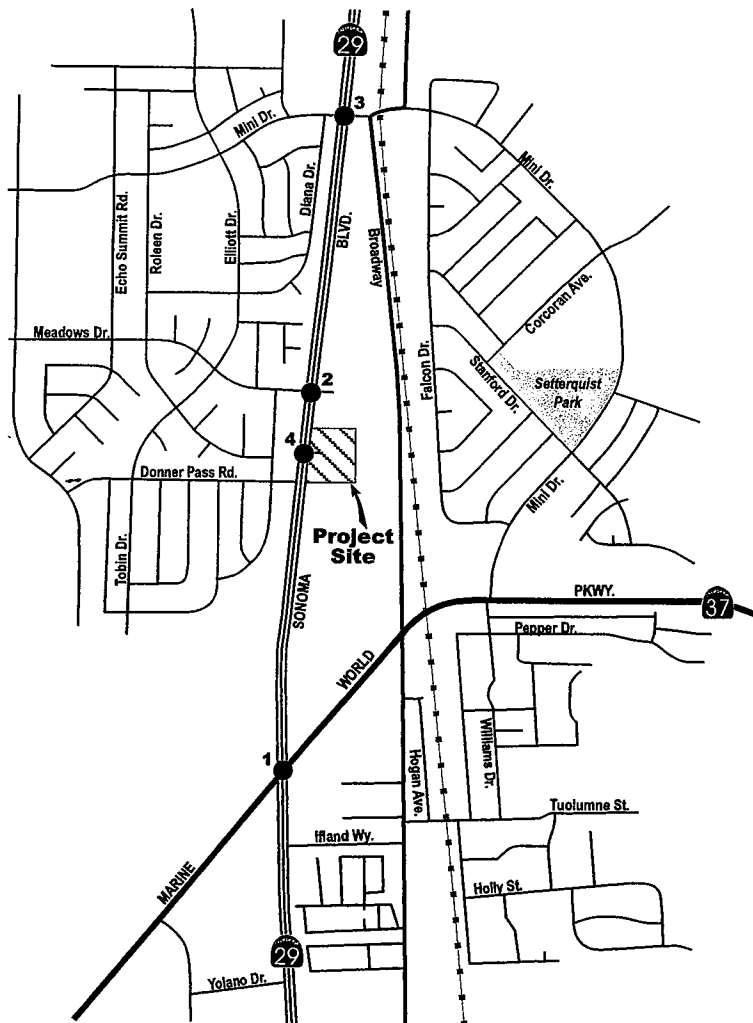 29
3
Mini Dr.
Diana Dr.
BLVD.
Broadway
Mini Dr.
Echo Summit Rd.
Roleen Dr.
Elliott Dr.
Corcoran Ave.
Meadows Dr.
Falcon Dr.
Stanford Dr.
Setterquist
Park
2
4
Donner Pass Rd.
Project
Site
Mini Dr.
Tobin Dr.
SONOMA
PKWY.
37
Pepper Dr.
WORLD
1
Hogan Ave.
Williams Dr.
Tuolumne St.
Ifland Wy.
MARINE
Holly St.
29
Yolano Dr.